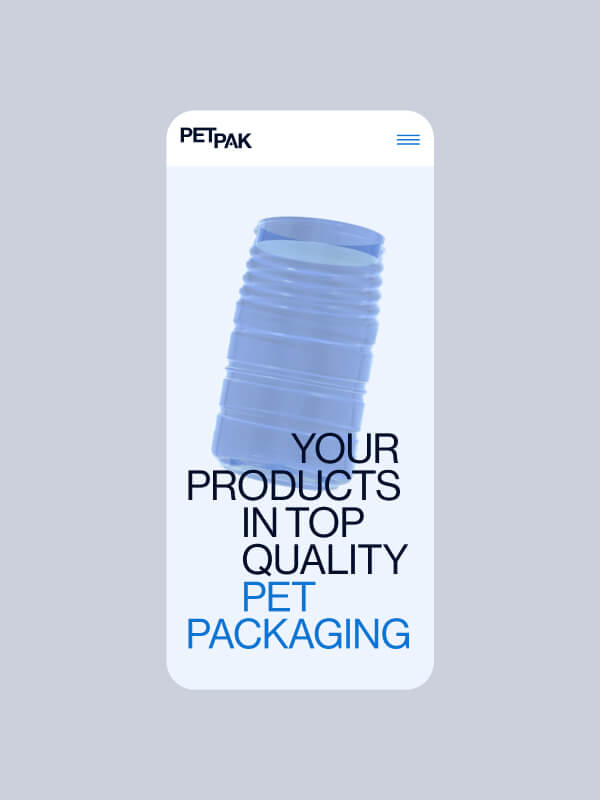 PETPAK
YOUR
PRODUCTS
IN TOP
QUALITY
PET
PACKAGING